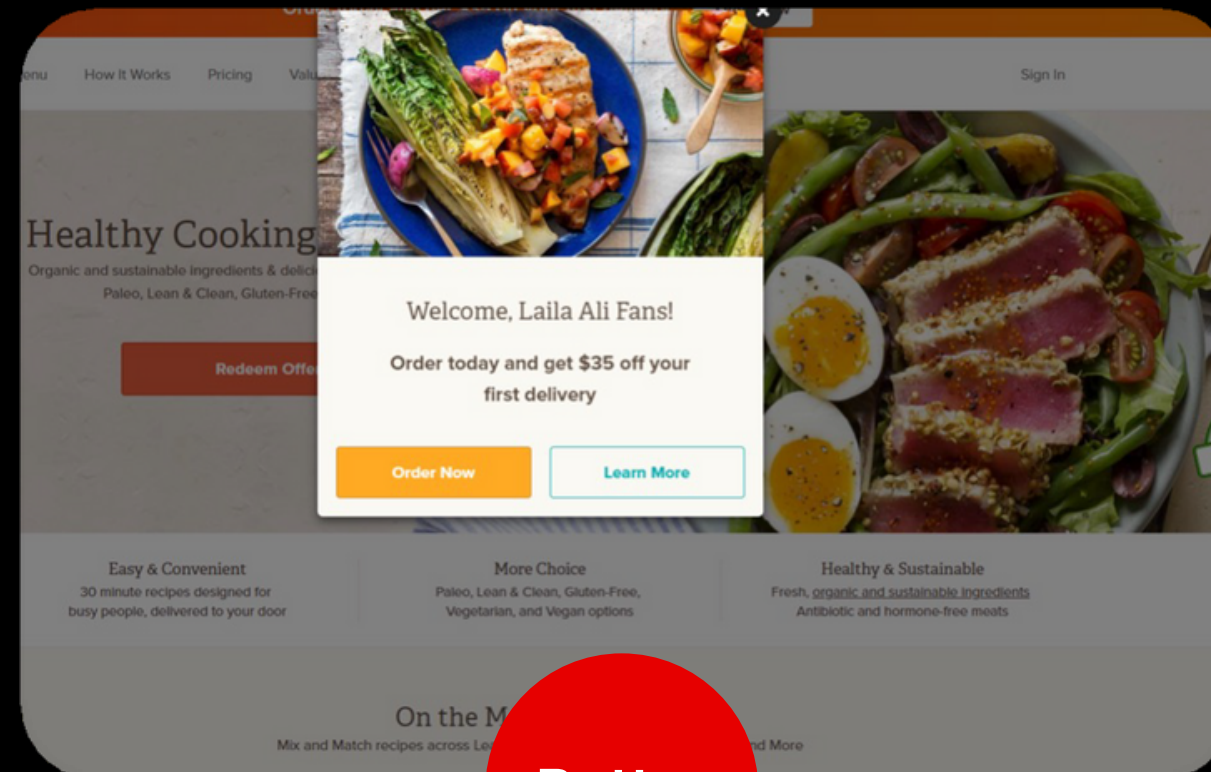 How It Works Pricing
Sign In
Healthy Cooking
Organic and sustainable ingredients &
Paleo, Lean & Clean, Gluten-Free
Redeem
Welcome, Laila Ali Fans!
Order today and get $35 off your
first delivery
Order Now
Learn More
Easy & Convenient
30 minute recipes designed for
busy people, delivered to your door
More Choice
Paleo, Lean & Clean, Gluten-Free,
Vegetarian, and Vegan options
Healthy & Sustainable
Fresh, organic and sustainable ingredients
Antibiotic and hormone-free meats
On the
Mix and Match recipes across
More